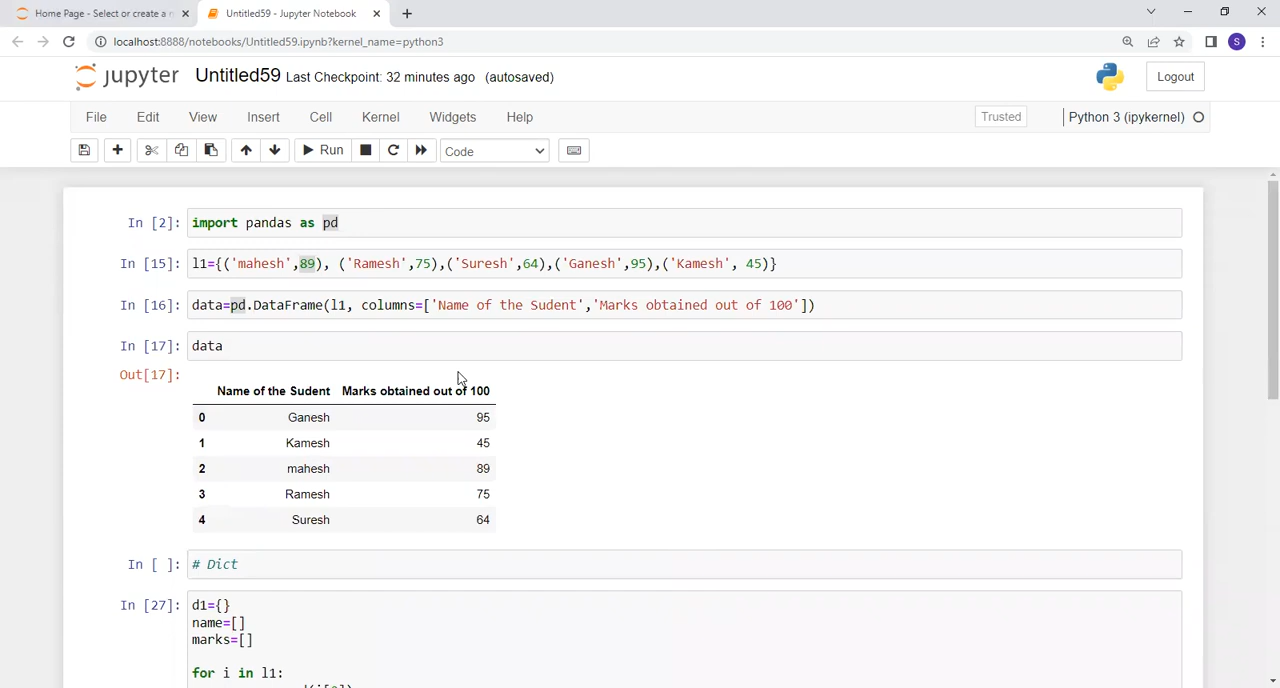 Home Page - Select or create a n
Untitled59 - Jupyter Notebook
localhost:8888/notebooks/Untitled59.ipynb?kernel_name=python3
S
jupyter Untitled59 Last Checkpoint: 32 minutes ago (autosaved)
Logout
File Edit View Insert Cell Kernel Widgets Help
Trusted
Python 3 (ipykernel)
Run
Code
In [2]: import pandas as pd
In [15]: l1={('mahesh',89), ('Ramesh',75),('Suresh',64),('Ganesh',95),('Kamesh', 45)}
In [16]: data=pd.DataFrame(l1, columns=['Name of the Sudent','Marks obtained out of 100'])
In [17]: data
Out[17]:
Name of the Sudent Marks obtained out of 100
0 Ganesh 95
1 Kamesh 45
2 mahesh 89
3 Ramesh 75
4 Suresh 64
In [ ]: # Dict
In [27]: d1={}
name=[]
marks=[]
for i in l1: